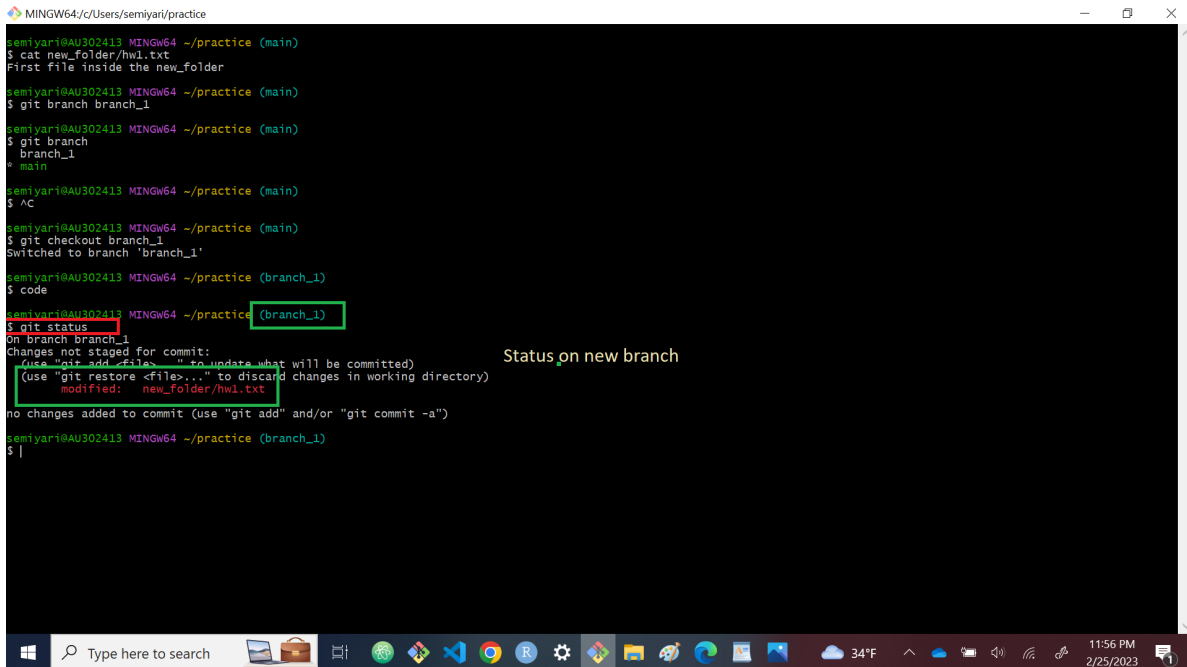 MINGW64:/c/Users/semiyari/practice
semiyari@AU302413 MINGW64 ~/practice (main)
$ cat new_folder/hw1.txt
First file inside the new_folder
semiyari@AU302413 MINGW64 ~/practice (main)
$ git branch branch_1
semiyari@AU302413 MINGW64 ~/practice (main)
$ git branch
branch_1
* main
semiyari@AU302413 MINGW64 ~/practice (main)
$ ^C
semiyari@AU302413 MINGW64 ~/practice (main)
$ git checkout branch_1
Switched to branch 'branch_1'
semiyari@AU302413 MINGW64 ~/practice (branch_1)
$ code
semiyari@AU302413 MINGW64 ~/practice (branch_1)
$ git status
On branch branch_1
Changes not staged for commit:
(use "git add <file>..." to update what will be committed)
(use "git restore <file>..." to discard changes in working directory)
modified:   new_folder/hw1.txt
no changes added to commit (use "git add" and/or "git commit -a")
semiyari@AU302413 MINGW64 ~/practice (branch_1)
$
Status on new branch
Type here to search
R
34°F
11:56 PM
2/25/2023
1